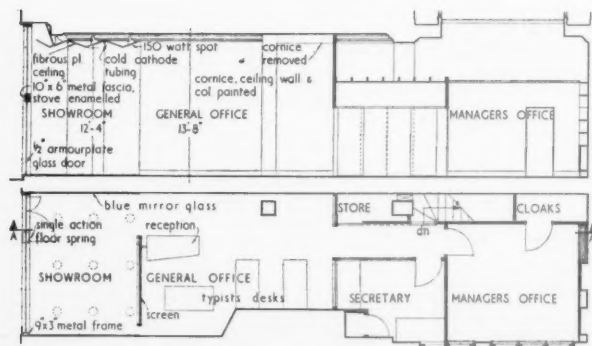 fibrous pl. ceiling
10"x 6" metal fascia, stove enamelled
cold cathode tubing
150 watt spot
cornice removed
cornice, ceiling wall & col painted
SHOWROOM
12'-4"
GENERAL OFFICE
13'-8"
MANAGERS OFFICE
½" armourplate glass door
blue mirror glass
STORE
CLOAKS
dn
A
single action floor spring
reception
SHOWROOM
GENERAL OFFICE
typists desks
SECRETARY
MANAGERS OFFICE
screen
9"x 3" metal frame